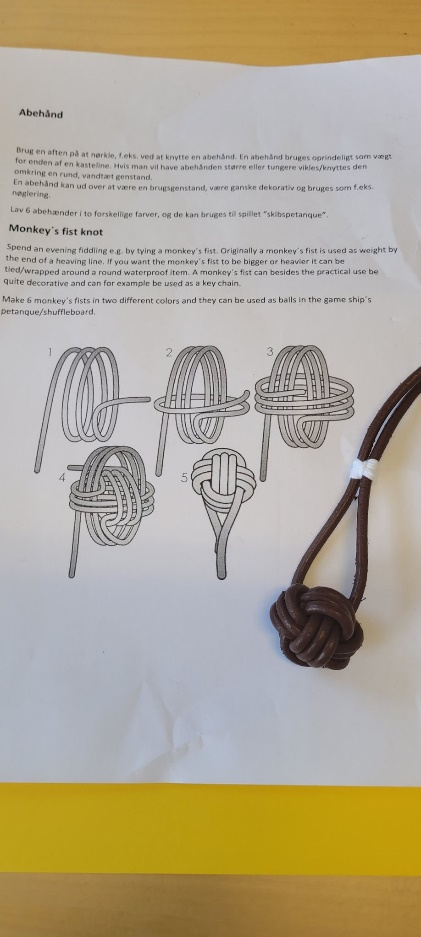 Abehånd
Brug en aften på at nørkle, f.eks. ved at knytte en abehånd. En abehånd bruges oprindeligt som vægt
for enden af en kasteline. Hvis man vil have abehånden større eller tungere vikles/knyttes den
omkring en rund, vandtæt genstand.
En abehånd kan ud over at være en brugsgenstand, være ganske dekorativ og bruges som f.eks.
nøglering.
Lav 6 abehænder i to forskellige farver, og de kan bruges til spillet "skibspetanque".
Monkey´s fist knot
Spend an evening fiddling e.g. by tying a monkey´s fist. Originally a monkey´s fist is used as weight by
the end of a heaving line. If you want the monkey´s fist to be bigger or heavier it can be
tied/wrapped around a round waterproof item. A monkey´s fist can besides the practical use be
quite decorative and can for example be used as a key chain.
Make 6 monkey´s fists in two different colors and they can be used as balls in the game ship´s
petanque/shuffleboard.
1 2 3
4 5